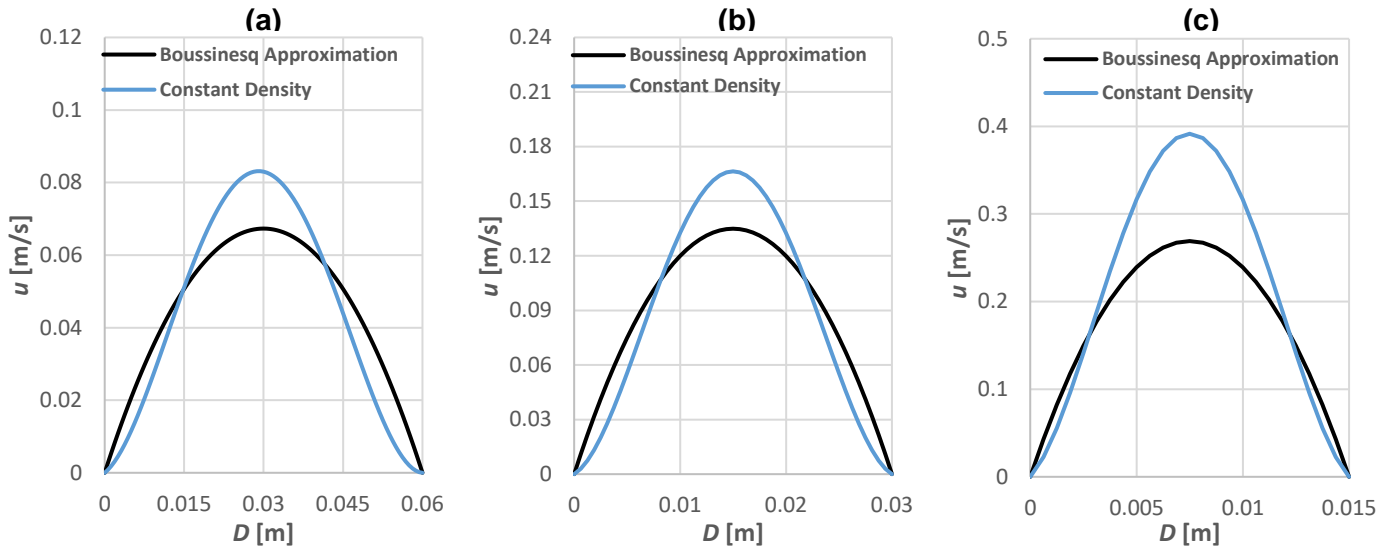 (a)
0.12
0.1
0.08
0.06
0.04
0.02
0
Boussinesq Approximation
Constant Density
u [m/s]
0
0.015
0.03
0.045
0.06
D [m]
(b)
0.24
0.21
0.18
0.15
0.12
0.09
0.06
0.03
0
Boussinesq Approximation
Constant Density
u [m/s]
0
0.01
0.02
0.03
D [m]
(c)
0.5
0.4
0.3
0.2
0.1
0
Boussinesq Approximation
Constant Density
u [m/s]
0
0.005
0.01
0.015
D [m]